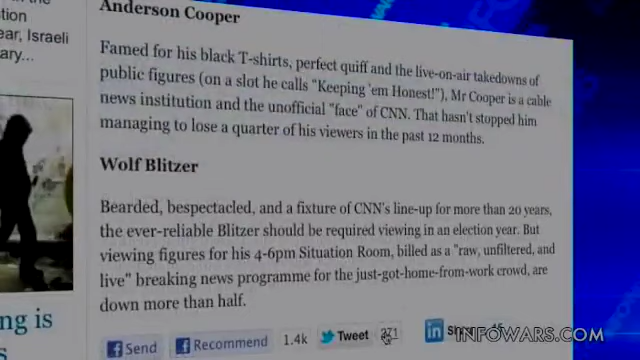 Anderson Cooper
tion
ear, Israeli
ary...
Famed for his black T-shirts, perfect quiff and the live-on-air takedowns of
public figures (on a slot he calls "Keeping 'em Honest!"), Mr Cooper is a cable
news institution and the unofficial "face" of CNN. That hasn't stopped him
managing to lose a quarter of his viewers in the past 12 months.
Wolf Blitzer
Bearded, bespectacled, and a fixture of CNN's line-up for more than 20 years,
the ever-reliable Blitzer should be required viewing in an election year. But
viewing figures for his 4-6pm Situation Room, billed as a "raw, unfiltered, and
live" breaking news programme for the just-got-home-from-work crowd, are
down more than half.
ng is
Send
Recommend
1.4k
Tweet
271
in
INFOWARS.COM